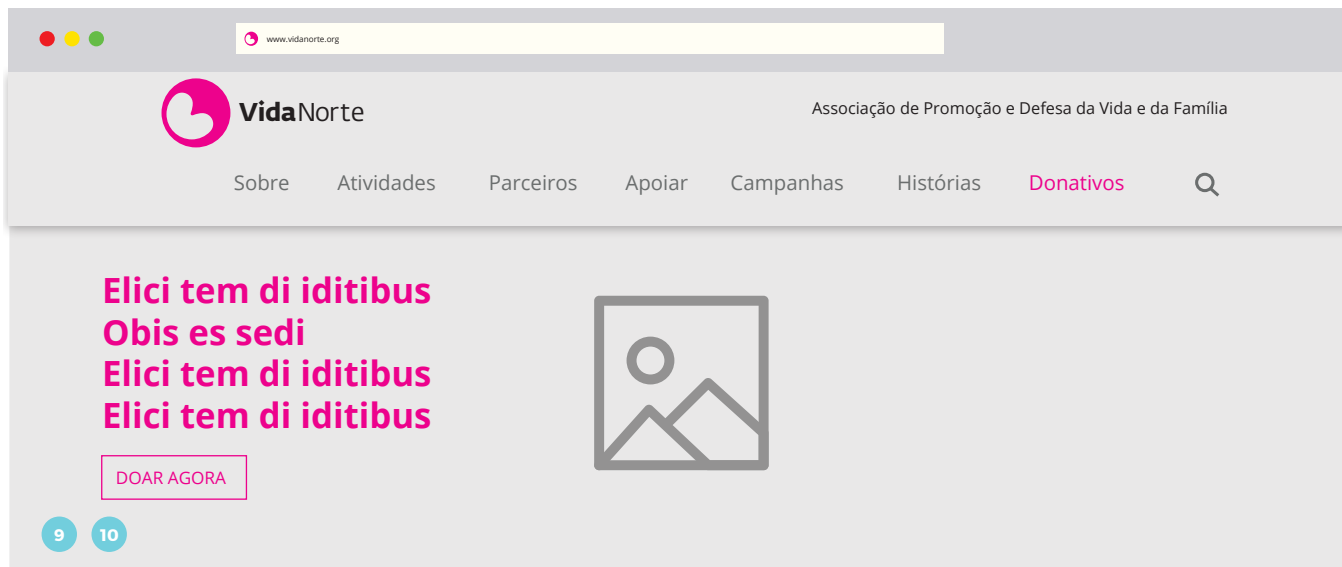 www.vidanorte.org
VidaNorte
Associação de Promoção e Defesa da Vida e da Família
Sobre Atividades Parceiros Apoiar Campanhas Histórias Donativos
Elici tem di iditibus
Obis es sedi
Elici tem di iditibus
Elici tem di iditibus
DOAR AGORA
9 10